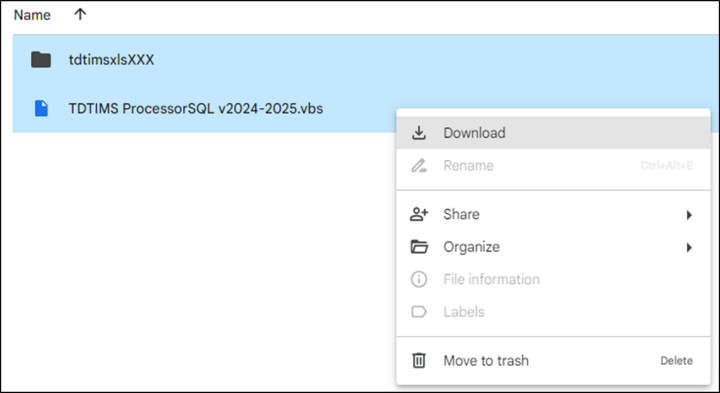 Name
tdtimsxlsXXX
TDTIMS ProcessorSQL v2024-2025.vbs
Download
Rename Ctrl+Alt+E
Share
Organize
File information
Labels
Move to trash Delete